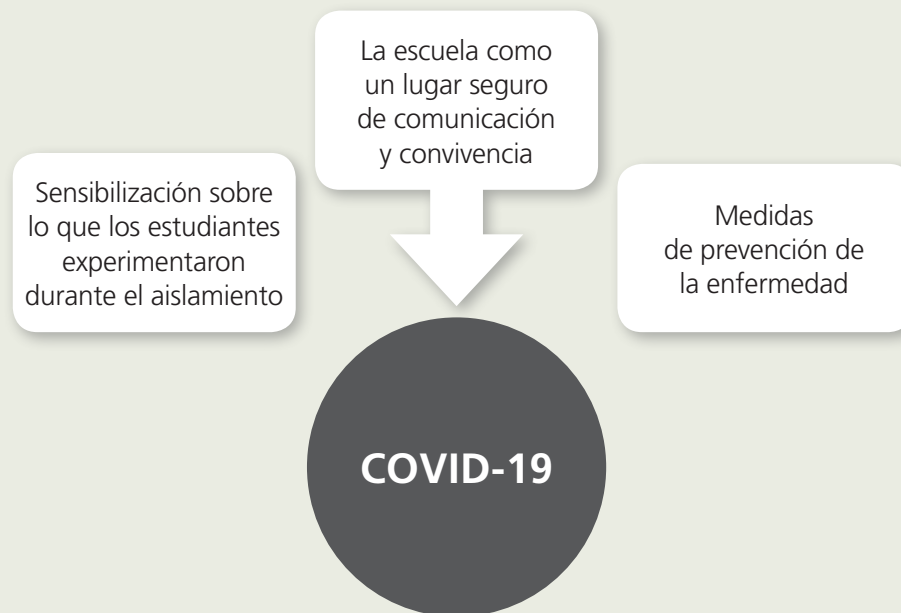 La escuela como
un lugar seguro
de comunicación
y convivencia
Sensibilización sobre
lo que los estudiantes
experimentaron
durante el aislamiento
Medidas
de prevención de
la enfermedad
COVID-19